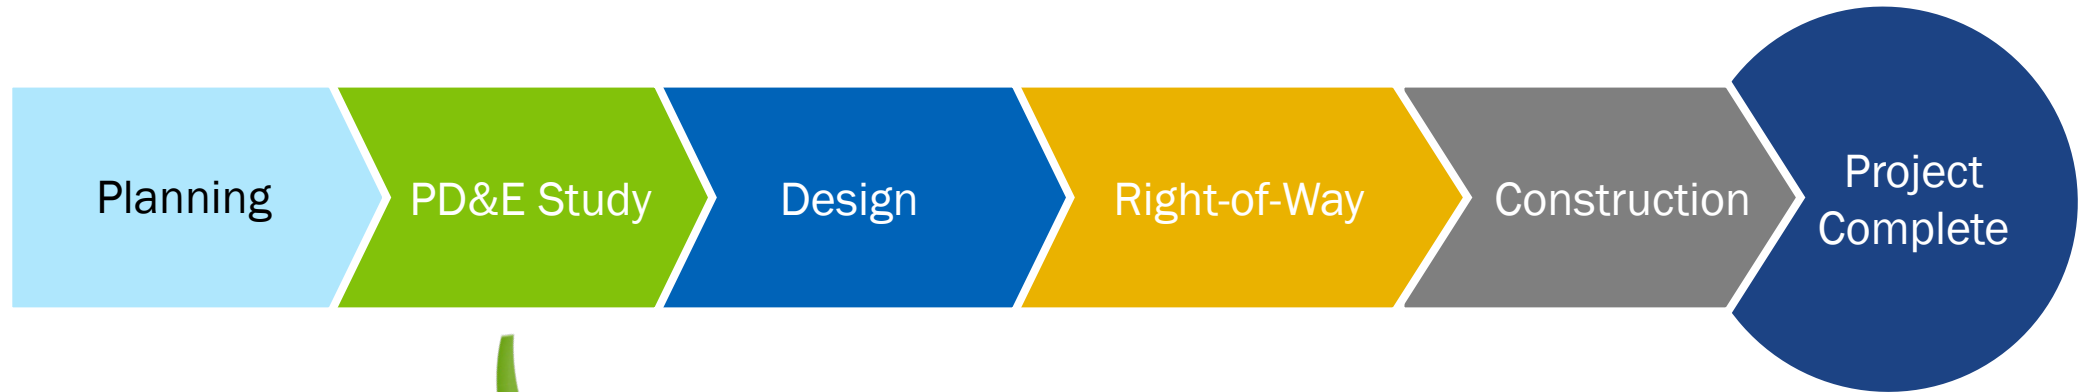 Planning
PD&E Study
Design
Right-of-Way
Construction
Project
Complete